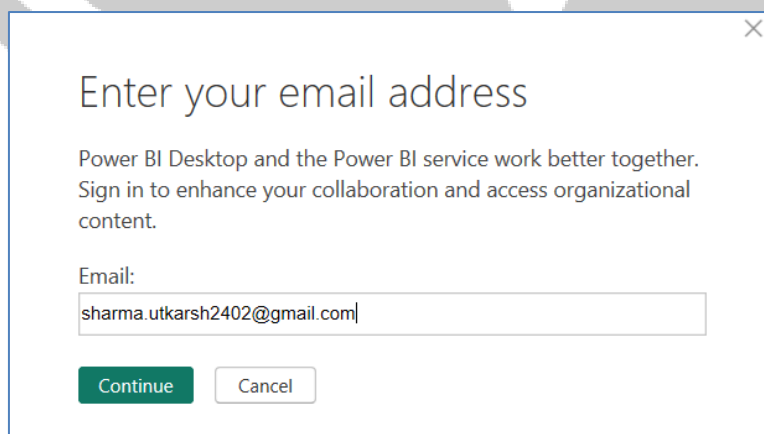 Enter your email address
Power BI Desktop and the Power BI service work better together.
Sign in to enhance your collaboration and access organizational
content.
Email:
sharma.utkarsh2402@gmail.com
Continue
Cancel